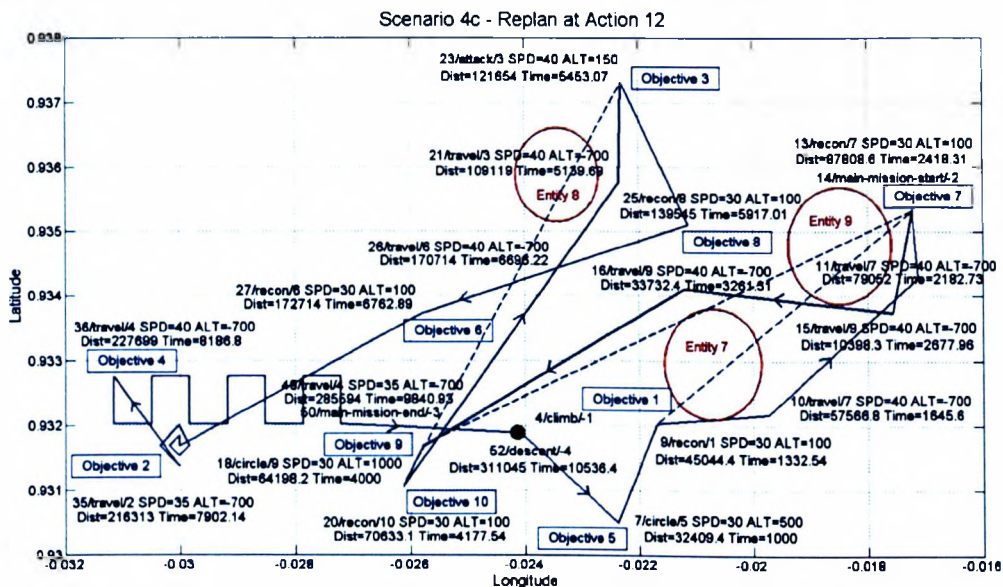 Scenario 4c - Replan at Action 12
0.938
0.937
0.936
0.935
0.934
0.933
0.932
0.931
0.93
Latitude
23/attack/3 SPD=40 ALT=150
Dist=121654 Time=5453.07
Objective 3
13/recon/7 SPD=30 ALT=100
Dist=87808.6 Time=2418.31
14/main-mission-start/-2
Objective 7
21/travel/3 SPD=40 ALT=-700
Dist=109119 Time=5139.69
Entity 8
25/recon/8 SPD=30 ALT=100
Dist=139545 Time=5917.01
Entity 9
Objective 8
26/travel/6 SPD=40 ALT=-700
Dist=170714 Time=6696.22
16/travel/9 SPD=40 ALT=-700
Dist=33732.4 Time=3261.31
11/travel/7 SPD=40 ALT=-700
Dist=79052 Time=2182.73
27/recon/6 SPD=30 ALT=100
Dist=172714 Time=6762.89
Objective 6
36/travel/4 SPD=40 ALT=-700
Dist=227699 Time=8186.8
Objective 4
15/travel/9 SPD=40 ALT=-700
Dist=10398.3 Time=2677.96
Entity 7
48/travel/4 SPD=35 ALT=-700
Dist=285594 Time=9840.93
50/main-mission-end/-3
Objective 1
10/travel/7 SPD=40 ALT=-700
Dist=57566.8 Time=1645.6
4/climb/-1
Objective 9
52/descent/-4
Dist=311045 Time=10536.4
9/recon/1 SPD=30 ALT=100
Dist=45044.4 Time=1332.54
Objective 2
18/circle/9 SPD=30 ALT=1000
Dist=64198.2 Time=4000
Objective 10
35/travel/2 SPD=35 ALT=-700
Dist=216313 Time=7902.14
20/recon/10 SPD=30 ALT=100
Dist=70633.1 Time=4177.54
Objective 5
7/circle/5 SPD=30 ALT=500
Dist=32409.4 Time=1000
-0.032 -0.03 -0.028 -0.026 -0.024 -0.022 -0.02 -0.018 -0.016
Longitude